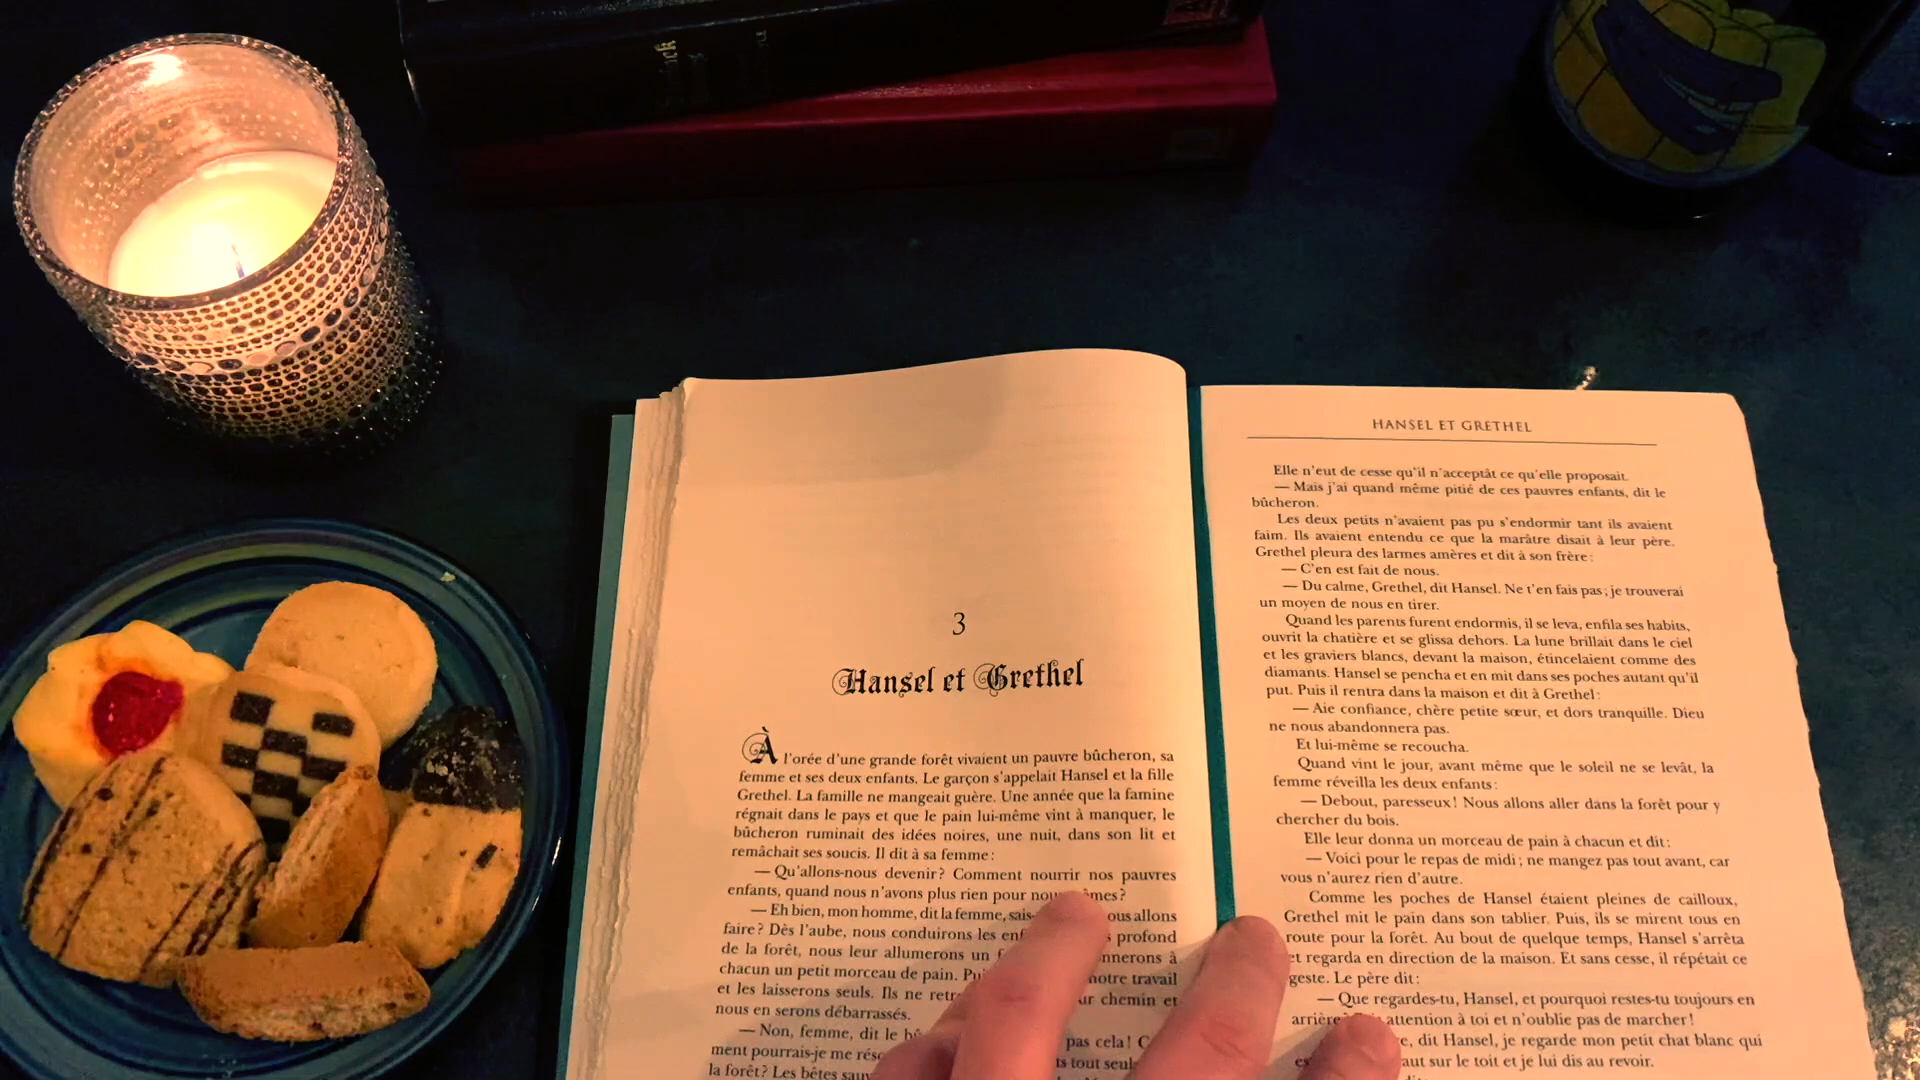 3
Hansel et Grethel
À l'orée d'une grande forêt vivaient un pauvre bûcheron, sa
femme et ses deux enfants. Le garçon s'appelait Hansel et la fille
Grethel. La famille ne mangeait guère. Une année que la famine
régnait dans le pays et que le pain lui-même vint à manquer, le
bûcheron ruminait des idées noires, une nuit, dans son lit et
remâchait ses soucis. Il dit à sa femme :
— Qu'allons-nous devenir ? Comment nourrir nos pauvres
enfants, quand nous n'avons plus rien pour
— Eh bien, mon homme, dit la femme, allons
faire ? Dès l'aube, nous conduirons les profond
de la forêt, nous leur allumerons un à
chacun un petit morceau de pain. notre travail
et les laisserons seuls. Ils ne chemin et
nous en serons débarrassés.
— Non, femme, dit le pas cela !
ment pourrais-je me tout
la forêt ? Les bêtes
HANSEL ET GRETHEL
Elle n'eut de cesse qu'il n'acceptât ce qu'elle proposait.
— Mais j'ai quand même pitié de ces pauvres enfants, dit le
bûcheron.
Les deux petits n'avaient pas pu s'endormir tant ils avaient
faim. Ils avaient entendu ce que la marâtre disait à leur père.
Grethel pleura des larmes amères et dit à son frère :
— C'en est fait de nous.
— Du calme, Grethel, dit Hansel. Ne t'en fais pas ; je trouverai
un moyen de nous en tirer.
Quand les parents furent endormis, il se leva, enfila ses habits,
ouvrit la chatière et se glissa dehors. La lune brillait dans le ciel
et les graviers blancs, devant la maison, étincelaient comme des
diamants. Hansel se pencha et en mit dans ses poches autant qu'il
put. Puis il rentra dans la maison et dit à Grethel :
— Aie confiance, chère petite sœur, et dors tranquille. Dieu
ne nous abandonnera pas.
Et lui-même se recoucha.
Quand vint le jour, avant même que le soleil ne se levât, la
femme réveilla les deux enfants :
— Debout, paresseux ! Nous allons aller dans la forêt pour y
chercher du bois.
Elle leur donna un morceau de pain à chacun et dit :
— Voici pour le repas de midi ; ne mangez pas tout avant, car
vous n'aurez rien d'autre.
Comme les poches de Hansel étaient pleines de cailloux,
Grethel mit le pain dans son tablier. Puis, ils se mirent tous en
route pour la forêt. Au bout de quelque temps, Hansel s'arrêta
et regarda en direction de la maison. Et sans cesse, il répétait ce
geste. Le père dit :
— Que regardes-tu, Hansel, et pourquoi restes-tu toujours en
attention à toi et n'oublie pas de marcher !
dit Hansel, je regarde mon petit chat blanc qui
sur le toit et je lui dis au revoir.